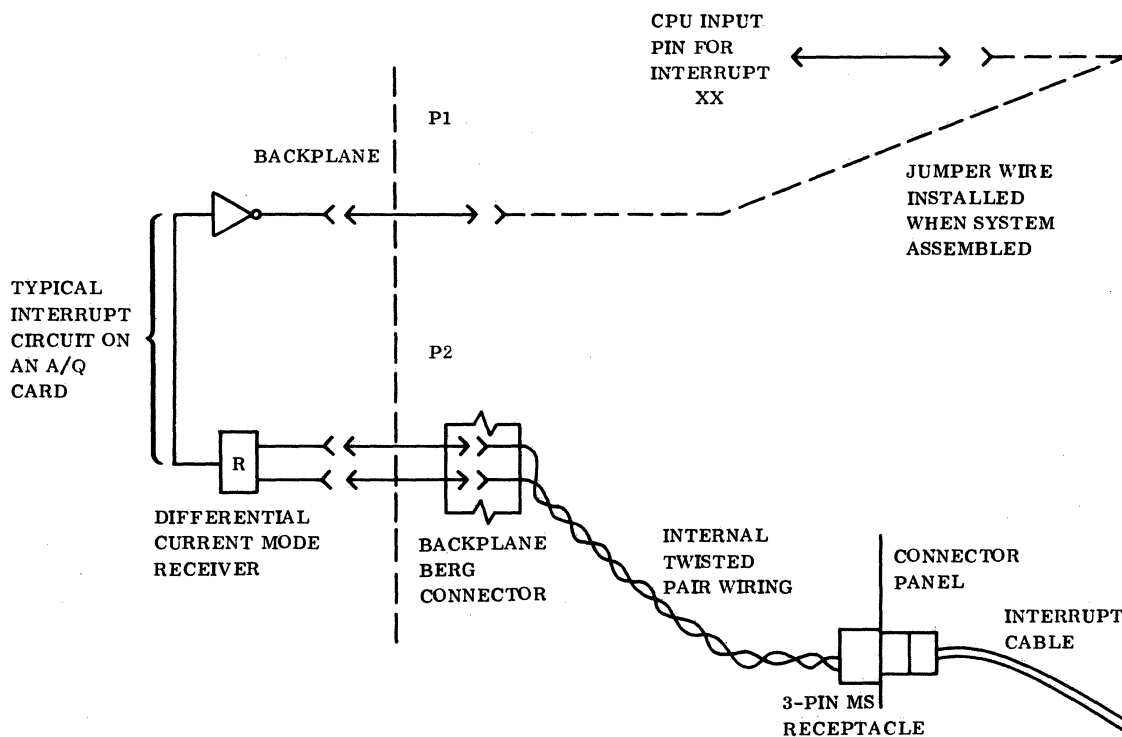 CPU INPUT
PIN FOR
INTERRUPT
XX
P1
BACKPLANE
JUMPER WIRE
INSTALLED
WHEN SYSTEM
ASSEMBLED
TYPICAL
INTERRUPT
CIRCUIT ON
AN A/Q
CARD
P2
R
DIFFERENTIAL
CURRENT MODE
RECEIVER
BACKPLANE
BERG
CONNECTOR
INTERNAL
TWISTED
PAIR WIRING
CONNECTOR
PANEL
INTERRUPT
CABLE
3-PIN MS
RECEPTACLE